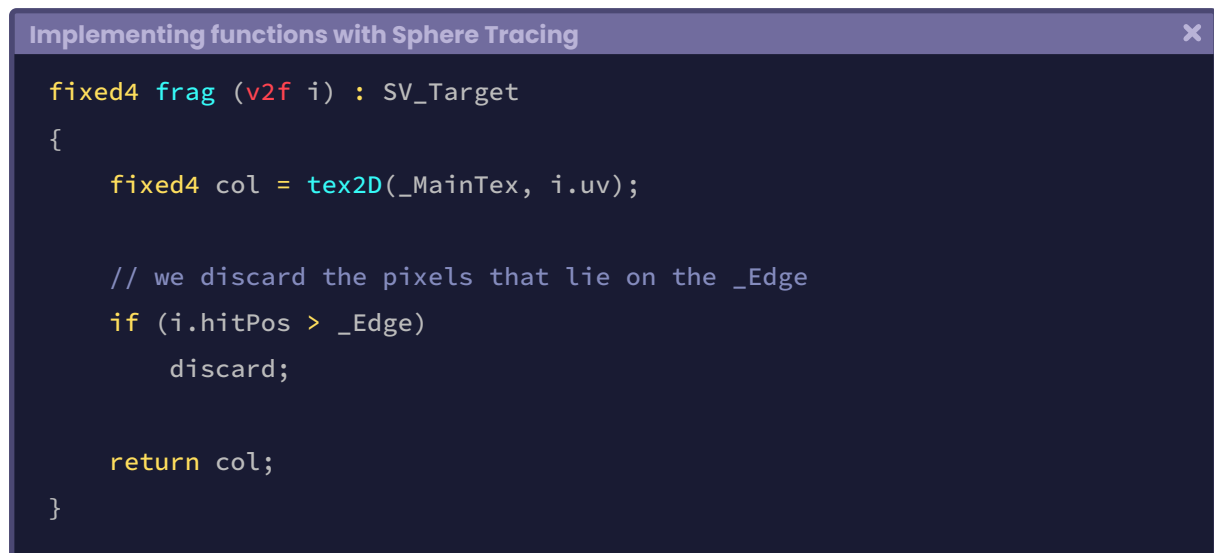 Implementing functions with Sphere Tracing
fixed4 frag (v2f i) : SV_Target
{
    fixed4 col = tex2D(_MainTex, i.uv);
    // we discard the pixels that lie on the _Edge
    if (i.hitPos > _Edge)
        discard;
    return col;
}